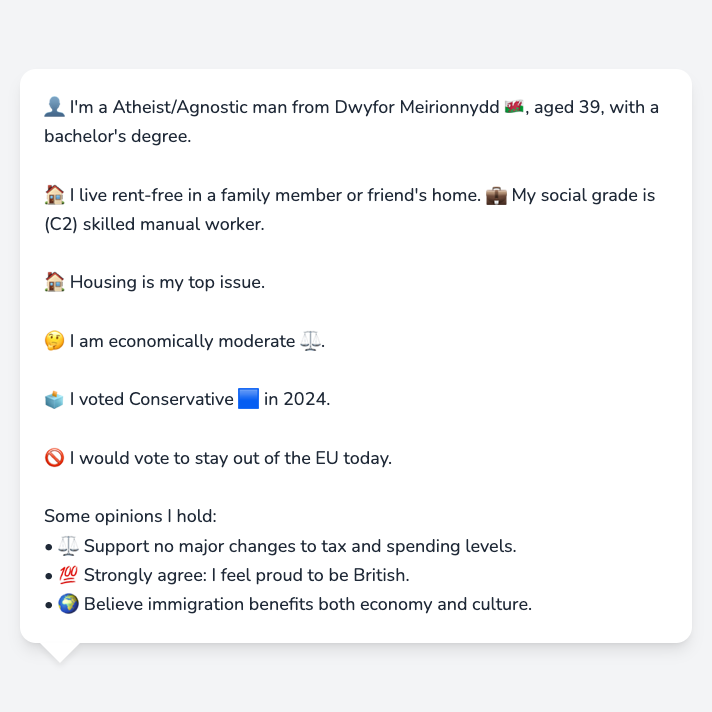 👤 I'm a Atheist/Agnostic man from Dwyfor Meirionnydd 🏴󠁧󠁢󠁷󠁬󠁳󠁿, aged 39, with a
bachelor's degree.
🏠 I live rent-free in a family member or friend's home. 💼 My social grade is
(C2) skilled manual worker.
🏠 Housing is my top issue.
🤔 I am economically moderate ⚖️.
🗳️ I voted Conservative 🟦 in 2024.
🚫 I would vote to stay out of the EU today.
Some opinions I hold:
• ⚖️ Support no major changes to tax and spending levels.
• 💯 Strongly agree: I feel proud to be British.
• 🌍 Believe immigration benefits both economy and culture.